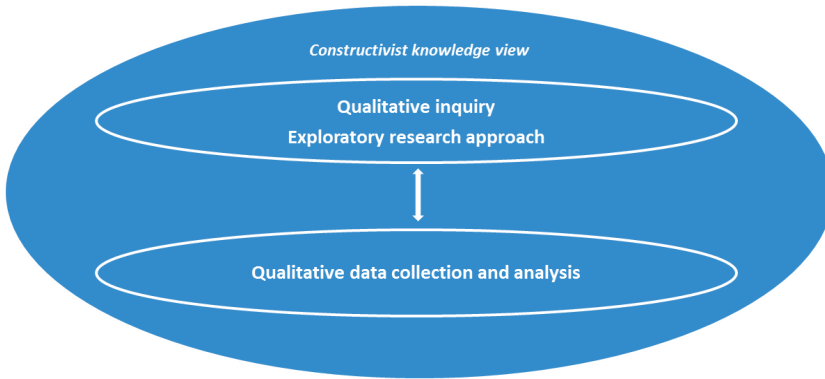 Constructivist knowledge view
Qualitative inquiry
Exploratory research approach
Qualitative data collection and analysis